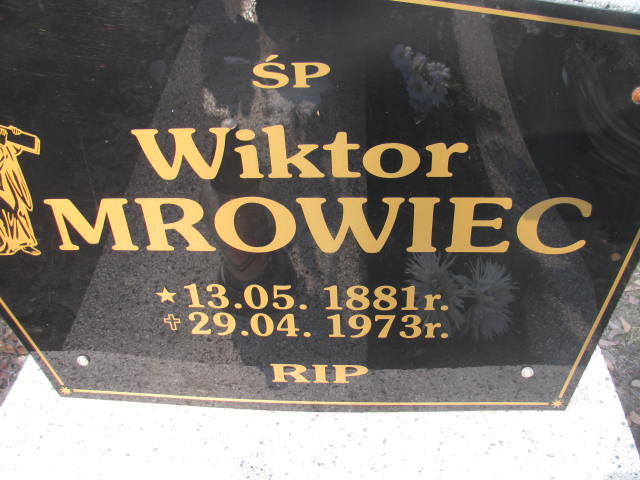 ŚP
Wiktor
MROWIEC
★ 13.05. 1881r.
✝ 29.04. 1973r.
RIP